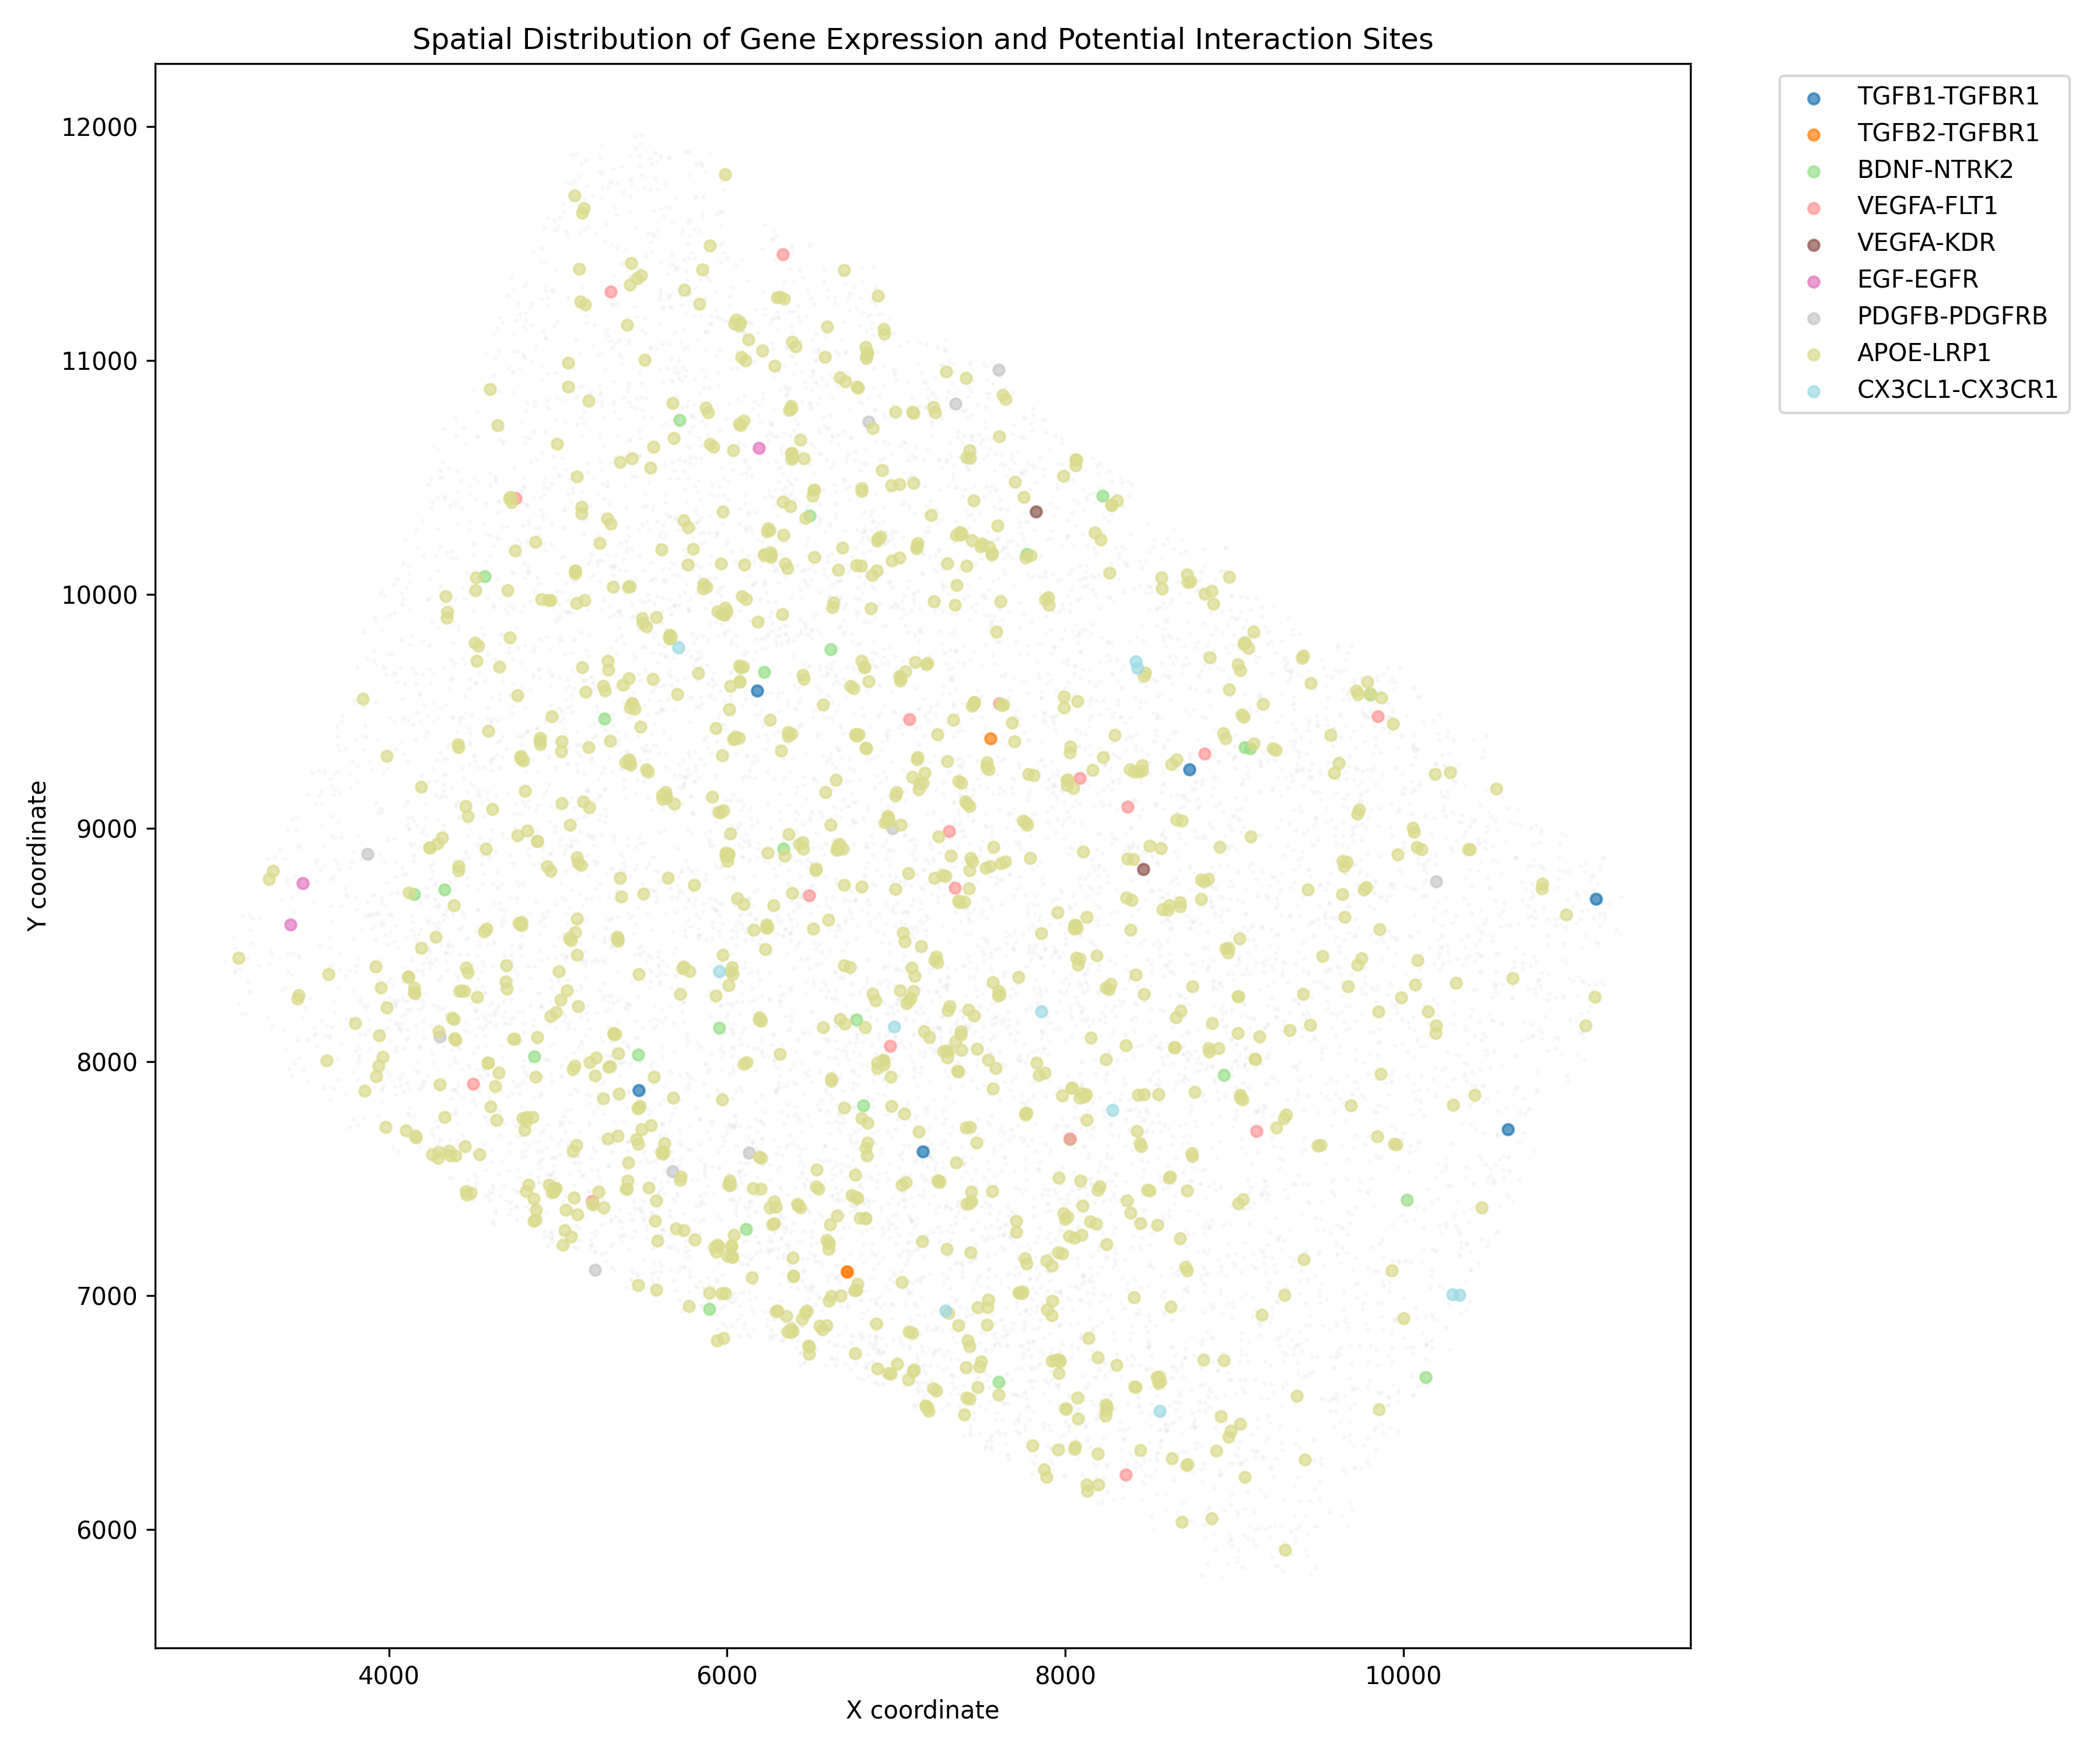 Spatial Distribution of Gene Expression and Potential Interaction Sites
TGFB1-TGFBR1
TGFB2-TGFBR1
BDNF-NTRK2
VEGFA-FLT1
VEGFA-KDR
EGF-EGFR
PDGFB-PDGFRB
APOE-LRP1
CX3CL1-CX3CR1
Y coordinate
12000
11000
10000
9000
8000
7000
6000
4000
6000
8000
10000
X coordinate